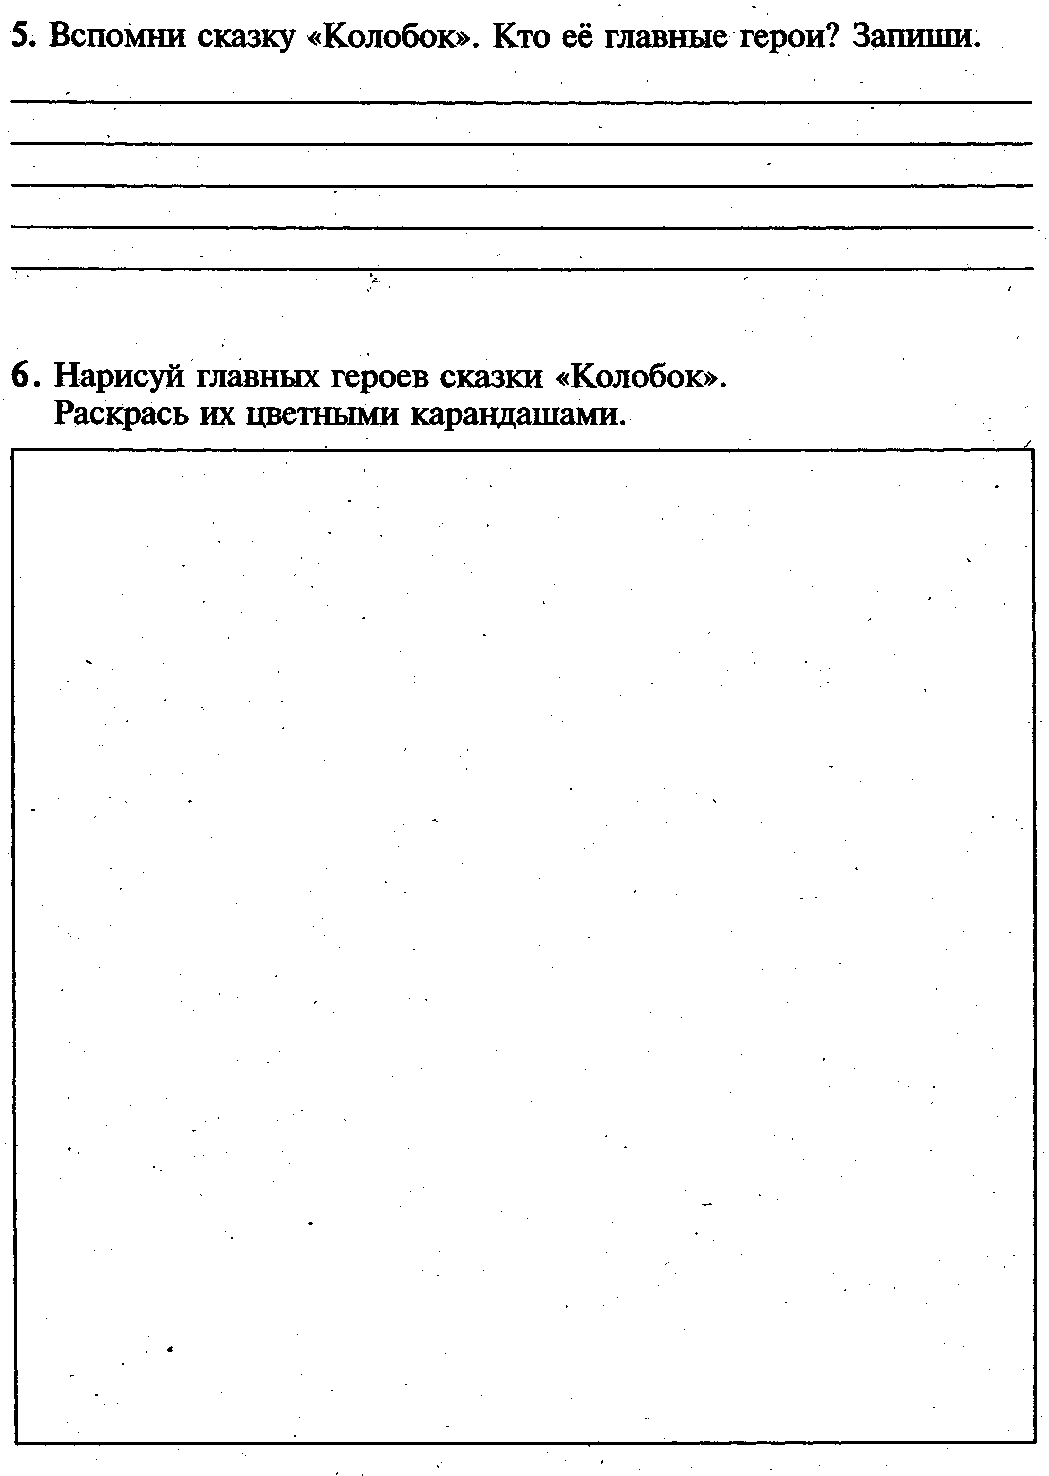 5. Вспомни сказку «Колобок». Кто её главные герои? Запиши.
6. Нарисуй главных героев сказки «Колобок».
Раскрась их цветными карандашами.